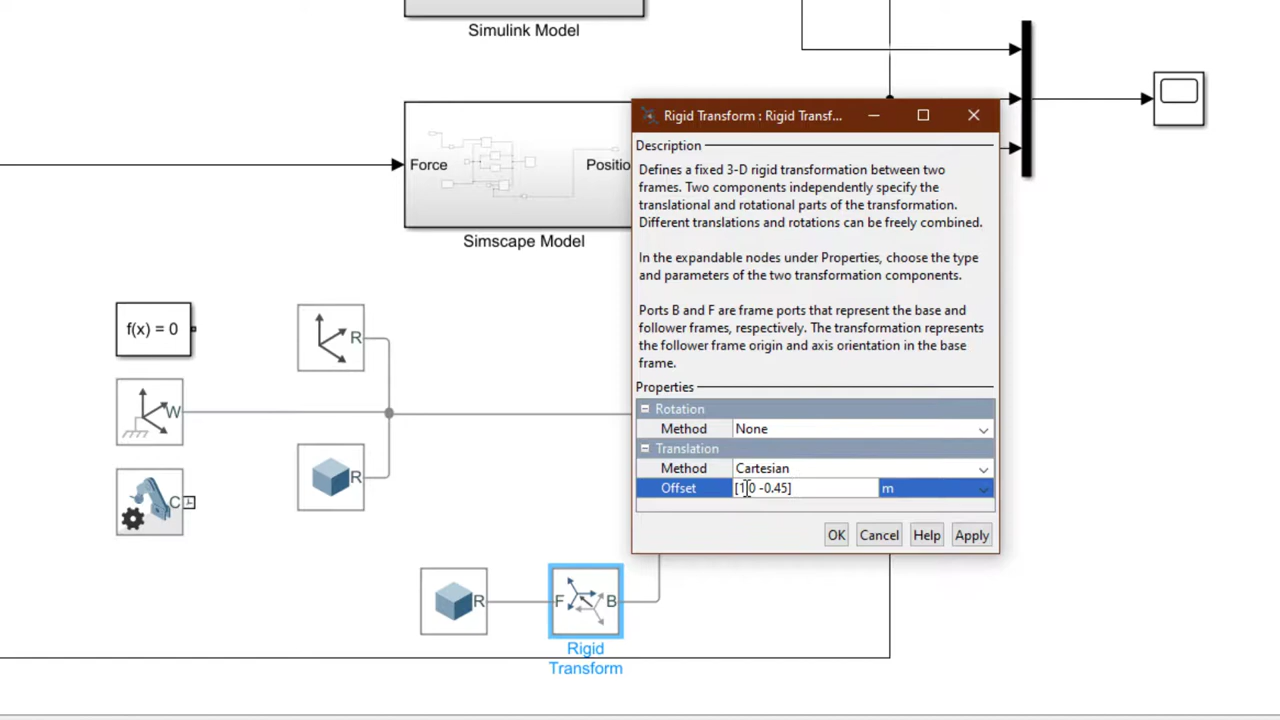 Simulink Model
Force
Positio
Simscape Model
f(x) = 0
R
W
R
C
R
F
B
Rigid
Transform
Rigid Transform : Rigid Transf...
Description
Defines a fixed 3-D rigid transformation between two
frames. Two components independently specify the
translational and rotational parts of the transformation.
Different translations and rotations can be freely combined.
In the expandable nodes under Properties, choose the type
and parameters of the two transformation components.
Ports B and F are frame ports that represent the base and
follower frames, respectively. The transformation represents
the follower frame origin and axis orientation in the base
frame.
Properties
Rotation
Method None
Translation
Method Cartesian
Offset [1 0 -0.45] m
OK Cancel Help Apply